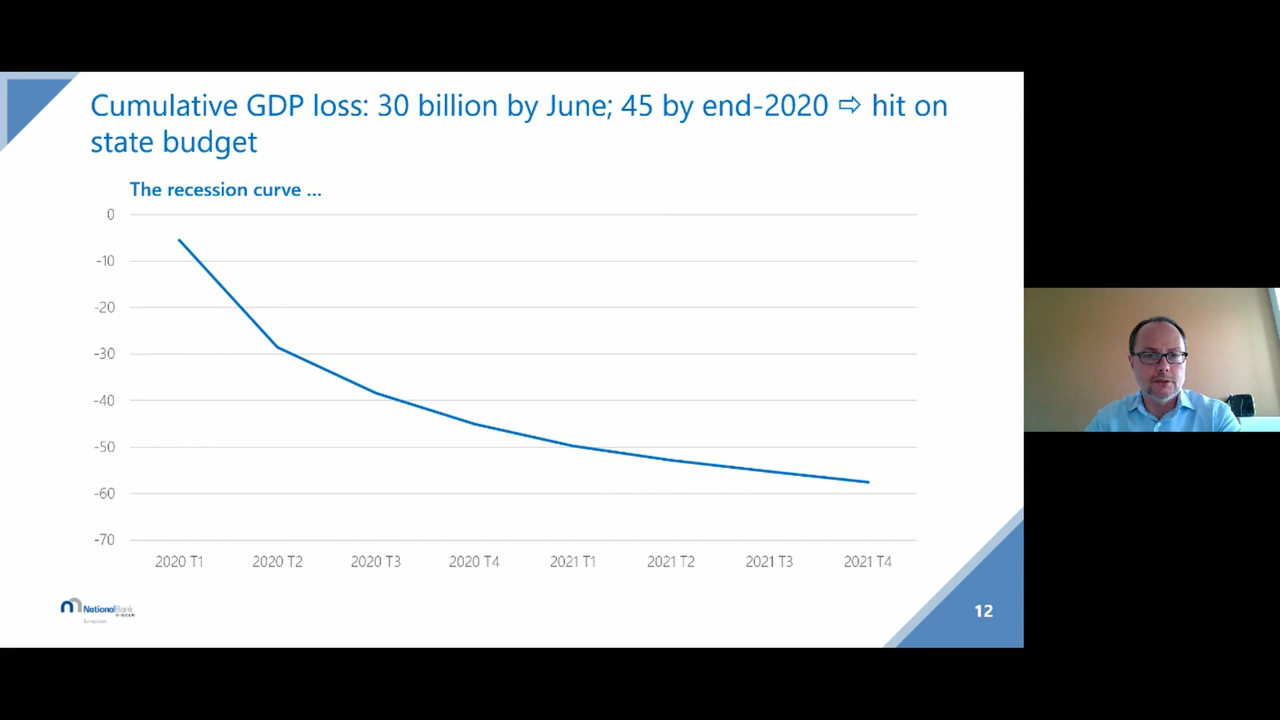 Cumulative GDP loss: 30 billion by June; 45 by end-2020 ⇨ hit on
state budget
The recession curve ...
0
-10
-20
-30
-40
-50
-60
-70
2020 T1 2020 T2 2020 T3 2020 T4 2021 T1 2021 T2 2021 T3 2021 T4
NationalBank
12